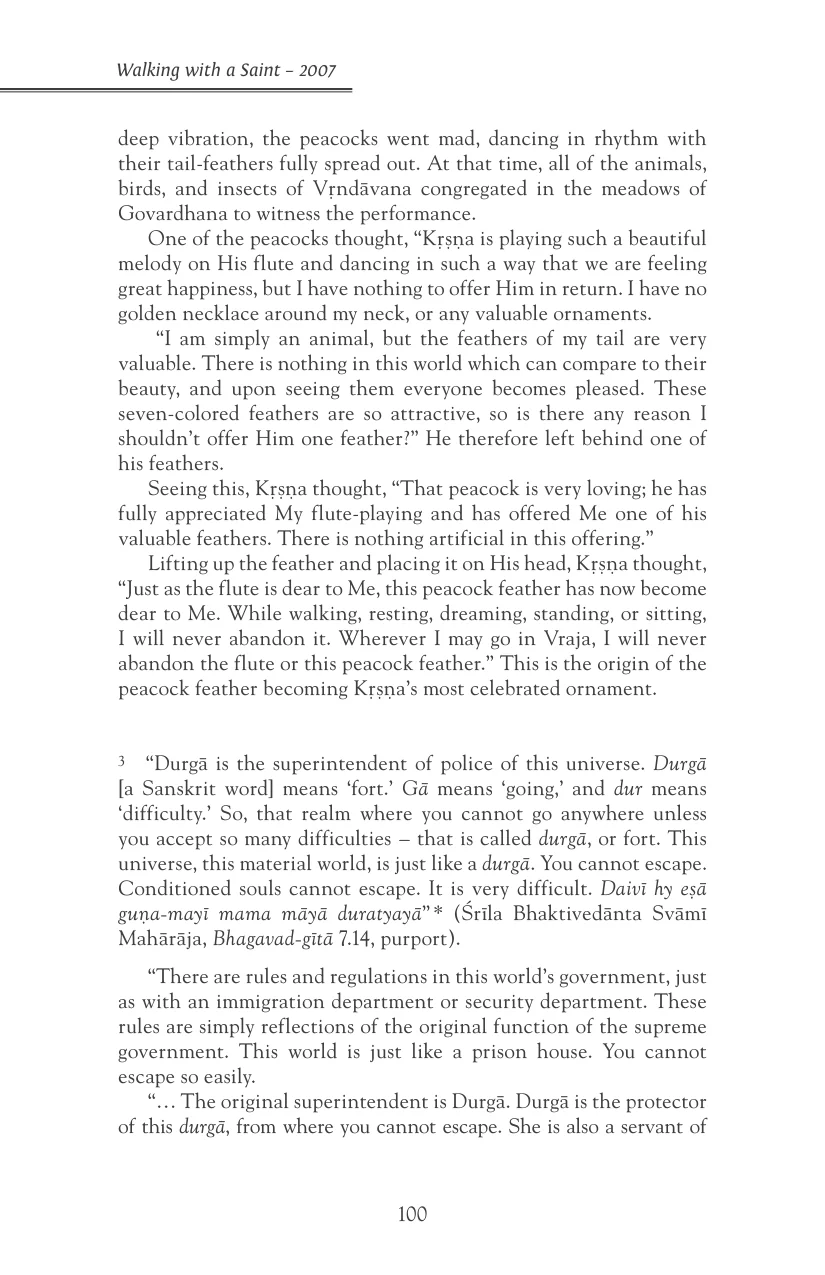 Walking with a Saint – 2007
deep vibration, the peacocks went mad, dancing in rhythm with
their tail-feathers fully spread out. At that time, all of the animals,
birds, and insects of Vṛndāvana congregated in the meadows of
Govardhana to witness the performance.
One of the peacocks thought, “Kṛṣṇa is playing such a beautiful
melody on His flute and dancing in such a way that we are feeling
great happiness, but I have nothing to offer Him in return. I have no
golden necklace around my neck, or any valuable ornaments.
“I am simply an animal, but the feathers of my tail are very
valuable. There is nothing in this world which can compare to their
beauty, and upon seeing them everyone becomes pleased. These
seven-colored feathers are so attractive, so is there any reason I
shouldn’t offer Him one feather?” He therefore left behind one of
his feathers.
Seeing this, Kṛṣṇa thought, “That peacock is very loving; he has
fully appreciated My flute-playing and has offered Me one of his
valuable feathers. There is nothing artificial in this offering.”
Lifting up the feather and placing it on His head, Kṛṣṇa thought,
“Just as the flute is dear to Me, this peacock feather has now become
dear to Me. While walking, resting, dreaming, standing, or sitting,
I will never abandon it. Wherever I may go in Vraja, I will never
abandon the flute or this peacock feather.” This is the origin of the
peacock feather becoming Kṛṣṇa’s most celebrated ornament.
3 “Durgā is the superintendent of police of this universe. Durgā
[a Sanskrit word] means ‘fort.’ Gā means ‘going,’ and dur means
‘difficulty.’ So, that realm where you cannot go anywhere unless
you accept so many difficulties – that is called durgā, or fort. This
universe, this material world, is just like a durgā. You cannot escape.
Conditioned souls cannot escape. It is very difficult. Daivī hy eṣā
guṇa-mayī mama māyā duratyayā”* (Śrīla Bhaktivedānta Svāmī
Mahārāja, Bhagavad-gītā 7.14, purport).
“There are rules and regulations in this world’s government, just
as with an immigration department or security department. These
rules are simply reflections of the original function of the supreme
government. This world is just like a prison house. You cannot
escape so easily.
“… The original superintendent is Durgā. Durgā is the protector
of this durgā, from where you cannot escape. She is also a servant of
100